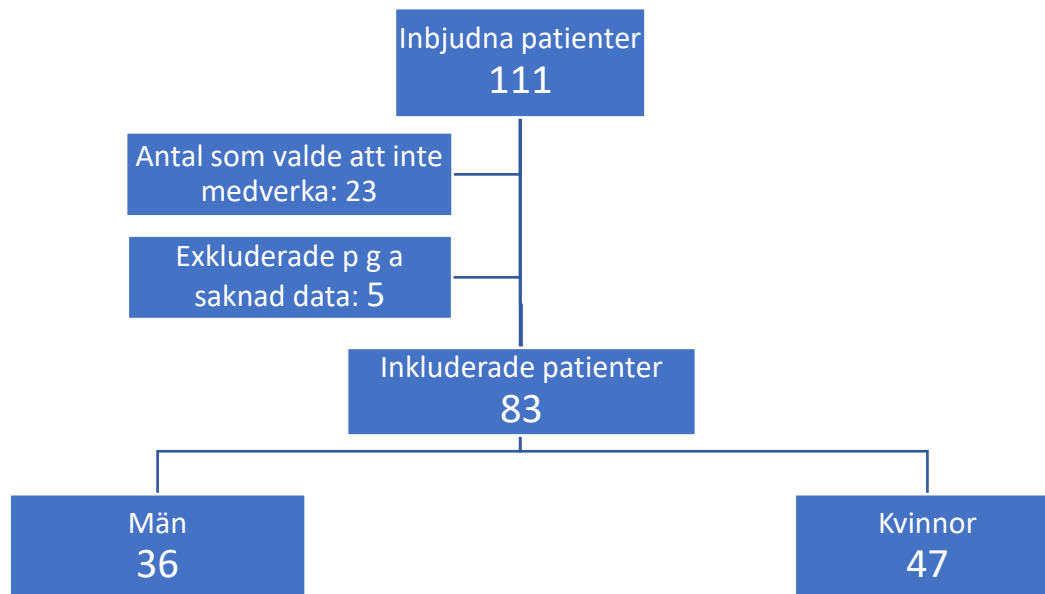 Inbjudna patienter
111
Antal som valde att inte
medverka: 23
Exkluderade p g a
saknad data: 5
Inkluderade patienter
83
Män
36
Kvinnor
47